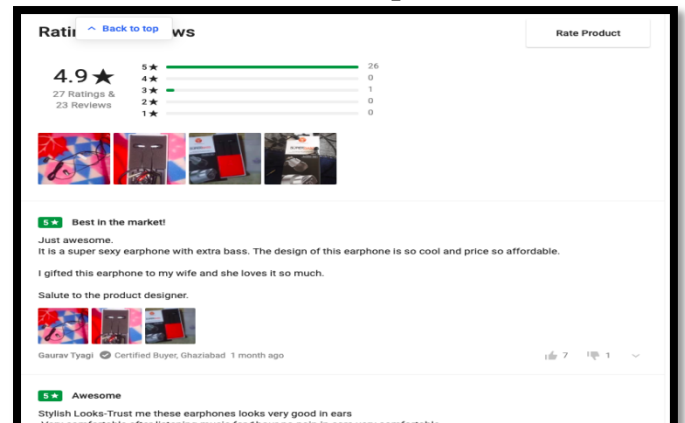 Rati
Back to top
ws
Rate Product
4.9★
27 Ratings &
23 Reviews
5★ 26
4★ 0
3★ 1
2★ 0
1★ 0
5★ Best in the market!
Just awesome.
It is a super sexy earphone with extra bass. The design of this earphone is so cool and price so affordable.
I gifted this earphone to my wife and she loves it so much.
Salute to the product designer.
Gaurav Tyagi Certified Buyer, Ghaziabad 1 month ago 7 1
5★ Awesome
Stylish Looks-Trust me these earphones looks very good in ears